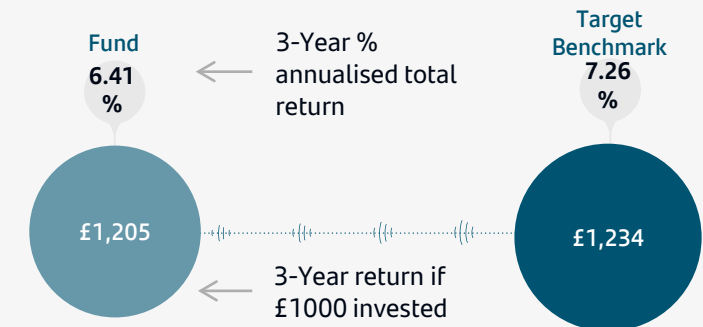 Fund
6.41
%
3-Year %
annualised total
return
Target
Benchmark
7.26
%
£1,205
£1,234
3-Year return if
£1000 invested